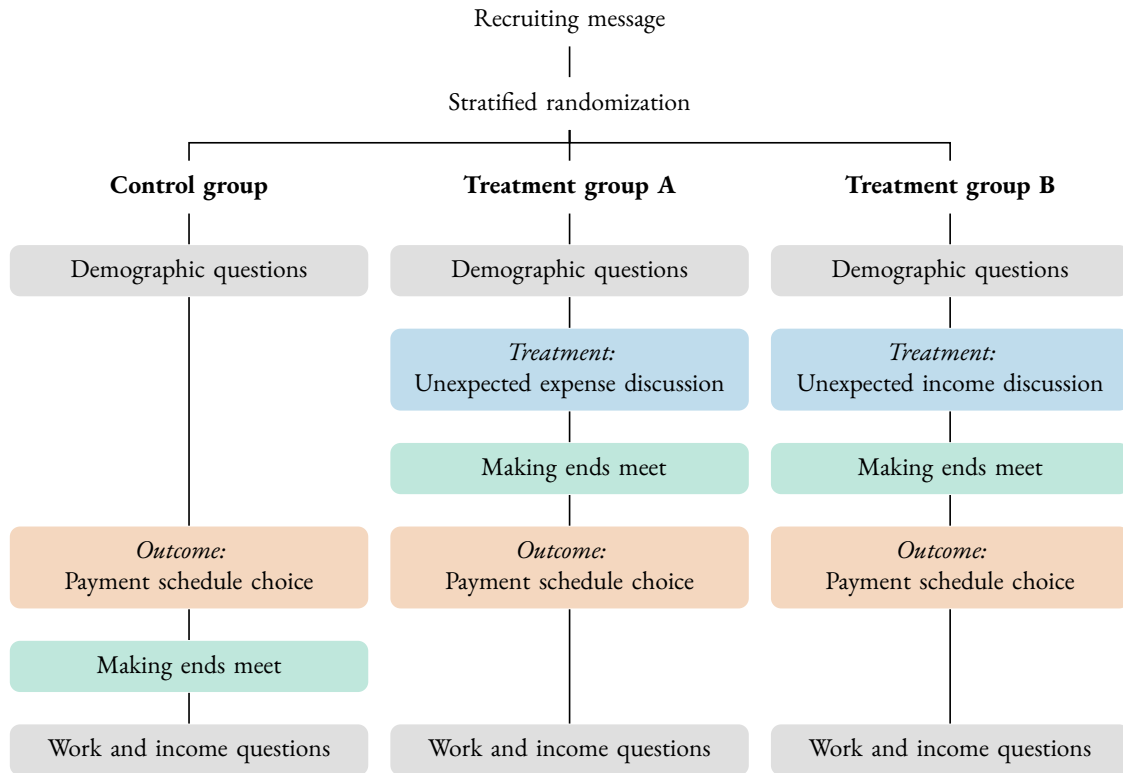 Recruiting message
Stratified randomization
Control group
Treatment group A
Treatment group B
Demographic questions
Demographic questions
Demographic questions
Treatment:
Unexpected expense discussion
Treatment:
Unexpected income discussion
Making ends meet
Making ends meet
Outcome:
Payment schedule choice
Outcome:
Payment schedule choice
Outcome:
Payment schedule choice
Making ends meet
Work and income questions
Work and income questions
Work and income questions